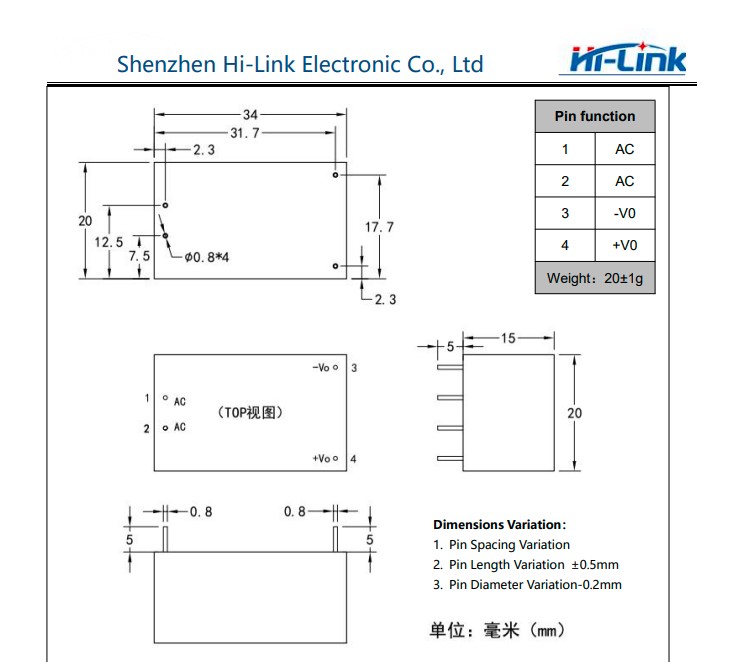 Shenzhen Hi-Link Electronic Co., Ltd
Hi-Link
34
31.7
2.3
20
12.5
7.5
Ø0.8*4
17.7
2.3
Pin function
1 AC
2 AC
3 -V0
4 +V0
Weight：20±1g
-Vo 3
1 AC
（TOP视图）
2 AC
+Vo 4
15
5
20
0.8
0.8
5
5
Dimensions Variation：
1. Pin Spacing Variation
2. Pin Length Variation ±0.5mm
3. Pin Diameter Variation-0.2mm
单位：毫米（mm）